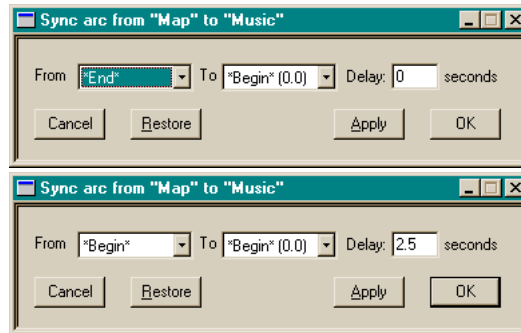 Sync arc from "Map" to "Music"
From *End* To *Begin* (0.0) Delay: 0 seconds
Cancel Restore Apply OK
Sync arc from "Map" to "Music"
From *Begin* To *Begin* (0.0) Delay: 2.5 seconds
Cancel Restore Apply OK